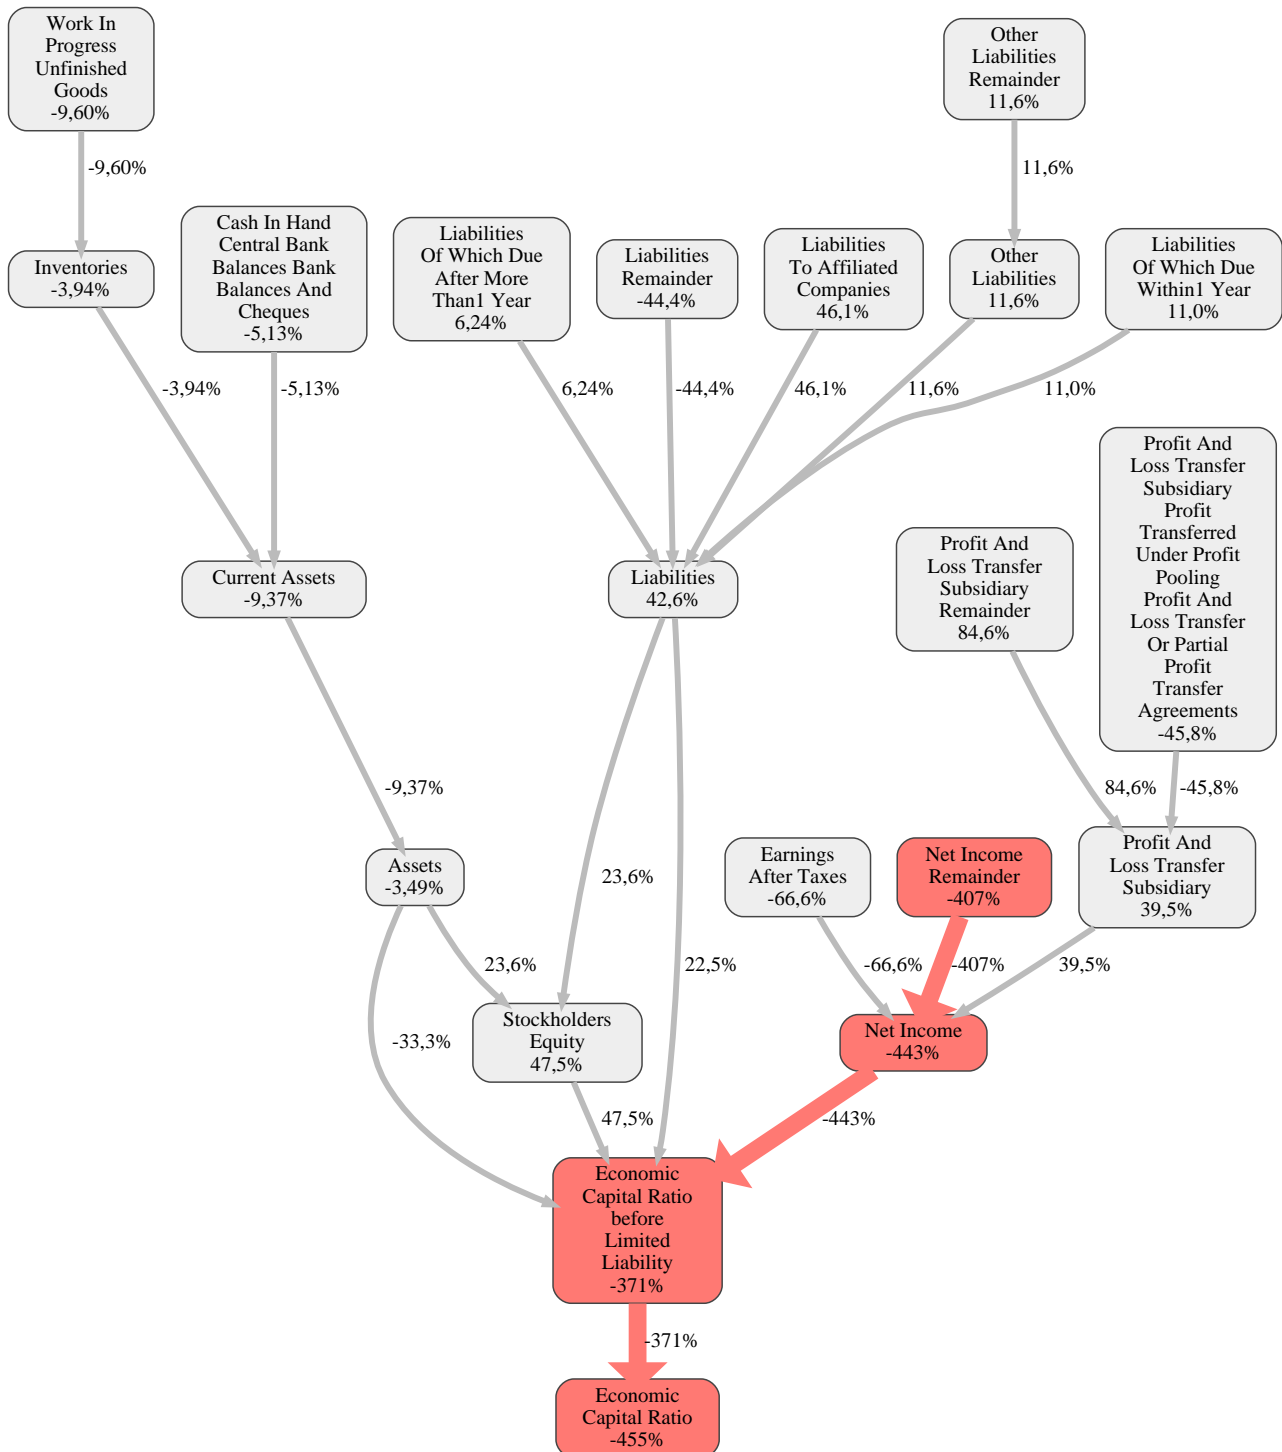 Work In
Progress
Unfinished
Goods
-9,60%
Other
Liabilities
Remainder
11,6%
-9,60%
11,6%
Inventories
-3,94%
Cash In Hand
Central Bank
Balances Bank
Balances And
Cheques
-5,13%
Liabilities
Of Which Due
After More
Than1 Year
6,24%
Liabilities
Remainder
-44,4%
Liabilities
To Affiliated
Companies
46,1%
Other
Liabilities
11,6%
Liabilities
Of Which Due
Within1 Year
11,0%
-3,94%
-5,13%
6,24%
-44,4%
46,1%
11,6%
11,0%
Profit And
Loss Transfer
Subsidiary
Profit
Transferred
Under Profit
Pooling
Profit And
Loss Transfer
Or Partial
Profit
Transfer
Agreements
-45,8%
Profit And
Loss Transfer
Subsidiary
Remainder
84,6%
Current Assets
-9,37%
Liabilities
42,6%
-9,37%
84,6%
-45,8%
Assets
-3,49%
23,6%
Earnings
After Taxes
-66,6%
Net Income
Remainder
-407%
Profit And
Loss Transfer
Subsidiary
39,5%
23,6%
22,5%
-66,6%
-407%
39,5%
-33,3%
Stockholders
Equity
47,5%
Net Income
-443%
47,5%
-443%
Economic
Capital Ratio
before
Limited
Liability
-371%
-371%
Economic
Capital Ratio
-455%